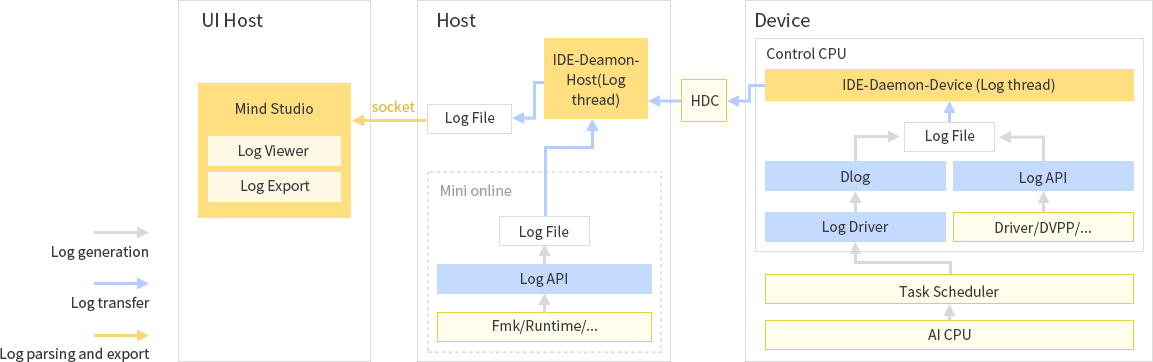 UI Host
Mind Studio
Log Viewer
Log Export
Log generation
Log transfer
Log parsing and export
socket
Host
IDE-Deamon-
Host(Log
thread)
Log File
Mini online
Log File
Log API
Fmk/Runtime/...
HDC
Device
Control CPU
IDE-Daemon-Device (Log thread)
Log File
Dlog
Log API
Log Driver
Driver/DVPP/...
Task Scheduler
AI CPU